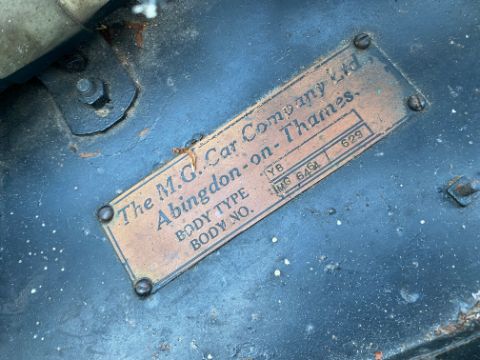 The M.G. Car Company Ltd.
Abingdon-on-Thames.
BODY TYPE YB
BODY NO. 629